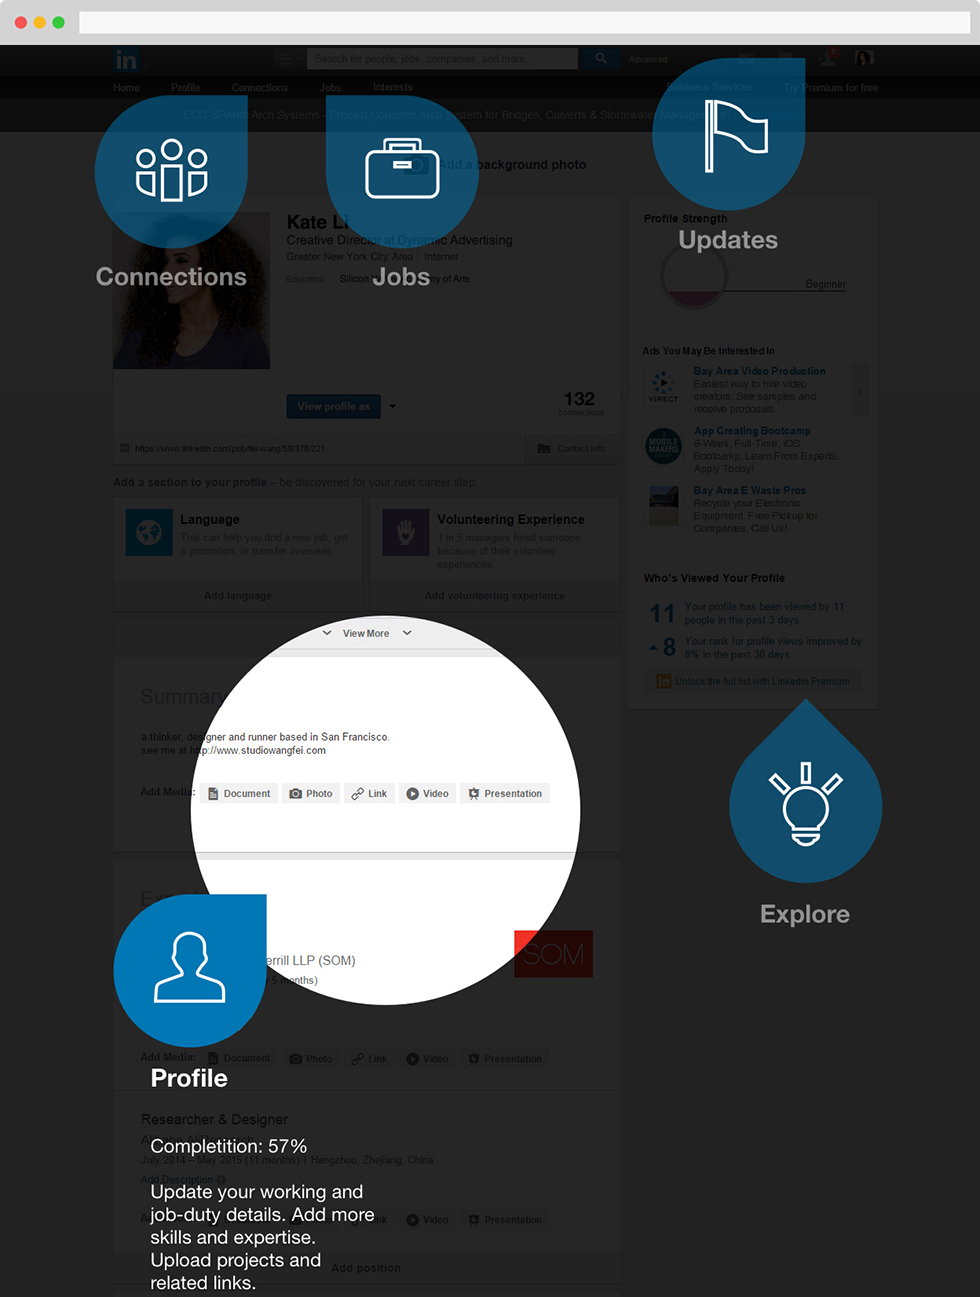 in
Search for people, jobs, companies, and more...
Advanced
Home Profile Connections Jobs Interests
Business Services Try Premium for free
ECO-SPAN® Arch Systems - Precast Concrete Arch System for Bridges, Culverts & Stormwater Management
Add a background photo
Kate Li
Creative Director at Dynamic Advertising
Greater New York City Area | Internet
Education Silicon my of Arts
Connections
Jobs
Updates
Profile Strength
Beginner
View profile as
132
connections
https://www.linkedin.com/pub/fei-wang/50/378/221
Contact Info
Ads You May Be Interested In
VIRECT
Bay Area Video Production
Easiest way to hire video
creators. See samples and
receive proposals.
MOBILE
MAKERS
App Creating Bootcamp
8-Week, Full-Time, iOS
Bootcamp. Learn From Experts.
Apply Today!
Bay Area E Waste Pros
Recycle your Electronic
Equipment. Free Pickup for
Companies, Call Us!
Add a section to your profile – be discovered for your next career step
Language
This can help you find a new job, get
a promotion, or transfer overseas.
Add language
Volunteering Experience
1 in 5 managers hired someone
because of their volunteer
experiences.
Add volunteering experience
Who's Viewed Your Profile
11 Your profile has been viewed by 11
people in the past 3 days.
8 Your rank for profile views improved by
6% in the past 30 days.
in Unlock the full list with LinkedIn Premium
View More
Summary
a thinker, designer and runner based in San Francisco.
see me at http://www.studiowangfei.com
Add Media: Document Photo Link Video Presentation
Explore
errill LLP (SOM)
5 months)
SOM
Add Media: Document Photo Link Video Presentation
Profile
Researcher & Designer
Completition: 57%
July 2014 – May 2015 (11 months) | Hangzhou, Zhejiang, China
Add Description
Update your working and
job-duty details. Add more
skills and expertise.
Upload projects and
related links.
Link Video Presentation
Add position